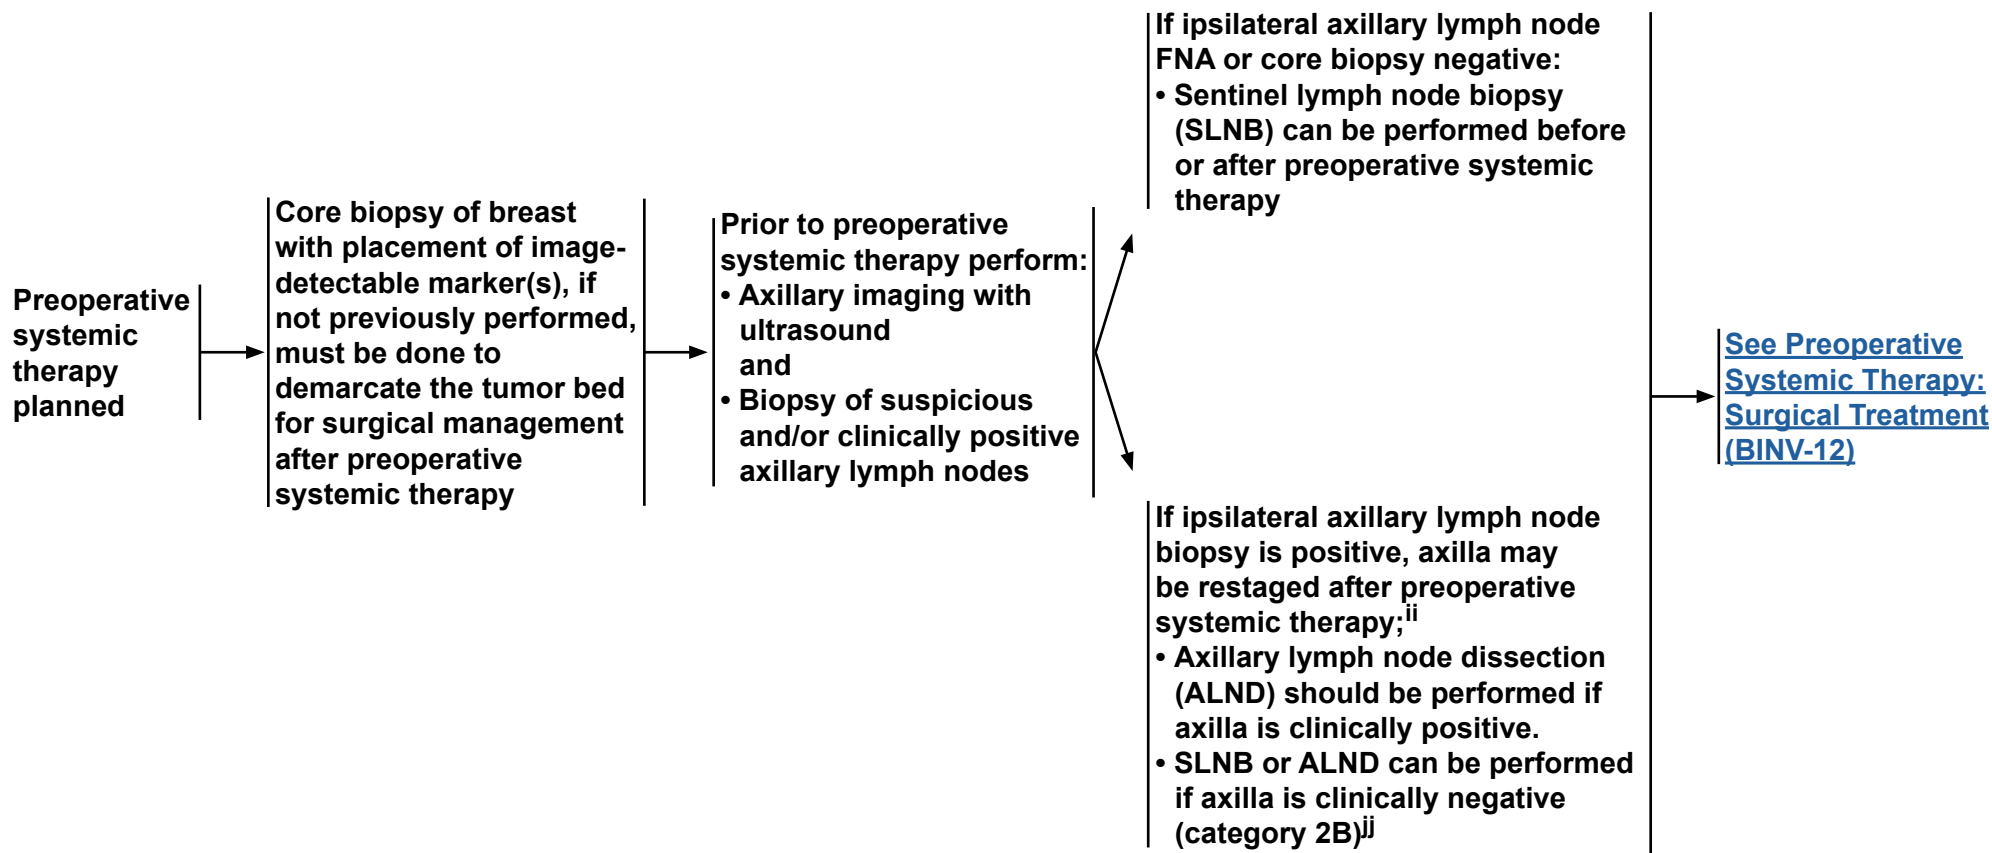 Preoperative
systemic
therapy
planned
Core biopsy of breast
with placement of image-
detectable marker(s), if
not previously performed,
must be done to
demarcate the tumor bed
for surgical management
after preoperative
systemic therapy
Prior to preoperative
systemic therapy perform:
• Axillary imaging with
ultrasound
and
• Biopsy of suspicious
and/or clinically positive
axillary lymph nodes
If ipsilateral axillary lymph node
FNA or core biopsy negative:
• Sentinel lymph node biopsy
(SLNB) can be performed before
or after preoperative systemic
therapy
If ipsilateral axillary lymph node
biopsy is positive, axilla may
be restaged after preoperative
systemic therapy;ii
• Axillary lymph node dissection
(ALND) should be performed if
axilla is clinically positive.
• SLNB or ALND can be performed
if axilla is clinically negative
(category 2B)jj
See Preoperative
Systemic Therapy:
Surgical Treatment
(BINV-12)